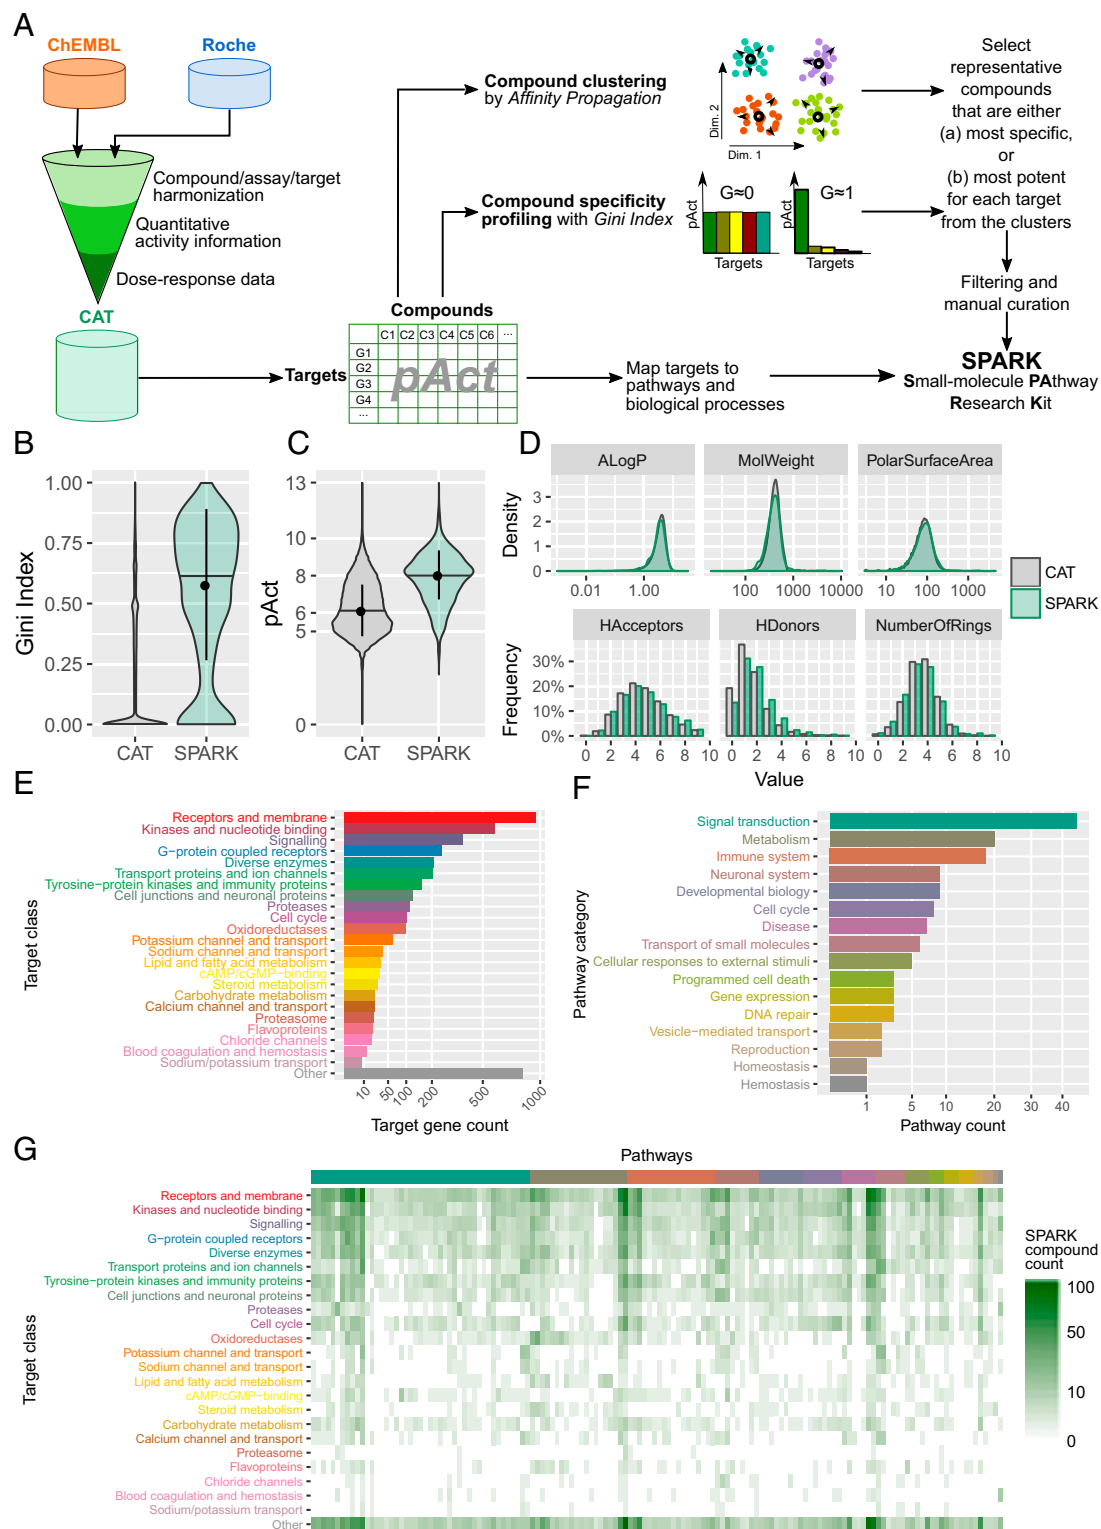 A
ChEMBL
Roche
Compound/assay/target
harmonization
Quantitative
activity information
Dose-response data
CAT
Compound clustering
by Affinity Propagation
Dim. 2
Dim. 1
Compound specificity
profiling with Gini Index
pAct
G≈0
Targets
pAct
G≈1
Targets
Select
representative
compounds
that are either
(a) most specific,
or
(b) most potent
for each target
from the clusters
Filtering and
manual curation
Compounds
Targets
C1 C2 C3 C4 C5 C6 ...
G1
G2
G3
G4
...
pAct
Map targets to
pathways and
biological processes
SPARK
Small-molecule PAthway
Research Kit
B
Gini Index
1.00
0.75
0.50
0.25
0.00
CAT SPARK
C
pAct
13
10
8
6
5
0
CAT SPARK
D
ALogP MolWeight PolarSurfaceArea
Density
3
2
1
0
0.01 1.00
100 1000 10000
10 100 1000
HAcceptors HDonors NumberOfRings
Frequency
30%
20%
10%
0%
0 2 4 6 8 10
0 2 4 6 8 10
0 2 4 6 8 10
Value
CAT
SPARK
E
Target class
Receptors and membrane
Kinases and nucleotide binding
Signalling
G−protein coupled receptors
Diverse enzymes
Transport proteins and ion channels
Tyrosine−protein kinases and immunity proteins
Cell junctions and neuronal proteins
Proteases
Cell cycle
Oxidoreductases
Potassium channel and transport
Sodium channel and transport
Lipid and fatty acid metabolism
cAMP/cGMP−binding
Steroid metabolism
Carbohydrate metabolism
Calcium channel and transport
Proteasome
Flavoproteins
Chloride channels
Blood coagulation and hemostasis
Sodium/potassium transport
Other
10 50 100 200 500 1000
Target gene count
F
Pathway category
Signal transduction
Metabolism
Immune system
Neuronal system
Developmental biology
Cell cycle
Disease
Transport of small molecules
Cellular responses to external stimuli
Programmed cell death
Gene expression
DNA repair
Vesicle−mediated transport
Reproduction
Homeostasis
Hemostasis
1 5 10 20 30 40
Pathway count
G
Pathways
Target class
Receptors and membrane
Kinases and nucleotide binding
Signalling
G−protein coupled receptors
Diverse enzymes
Transport proteins and ion channels
Tyrosine−protein kinases and immunity proteins
Cell junctions and neuronal proteins
Proteases
Cell cycle
Oxidoreductases
Potassium channel and transport
Sodium channel and transport
Lipid and fatty acid metabolism
cAMP/cGMP−binding
Steroid metabolism
Carbohydrate metabolism
Calcium channel and transport
Proteasome
Flavoproteins
Chloride channels
Blood coagulation and hemostasis
Sodium/potassium transport
Other
SPARK
compound
count
100
50
10
0